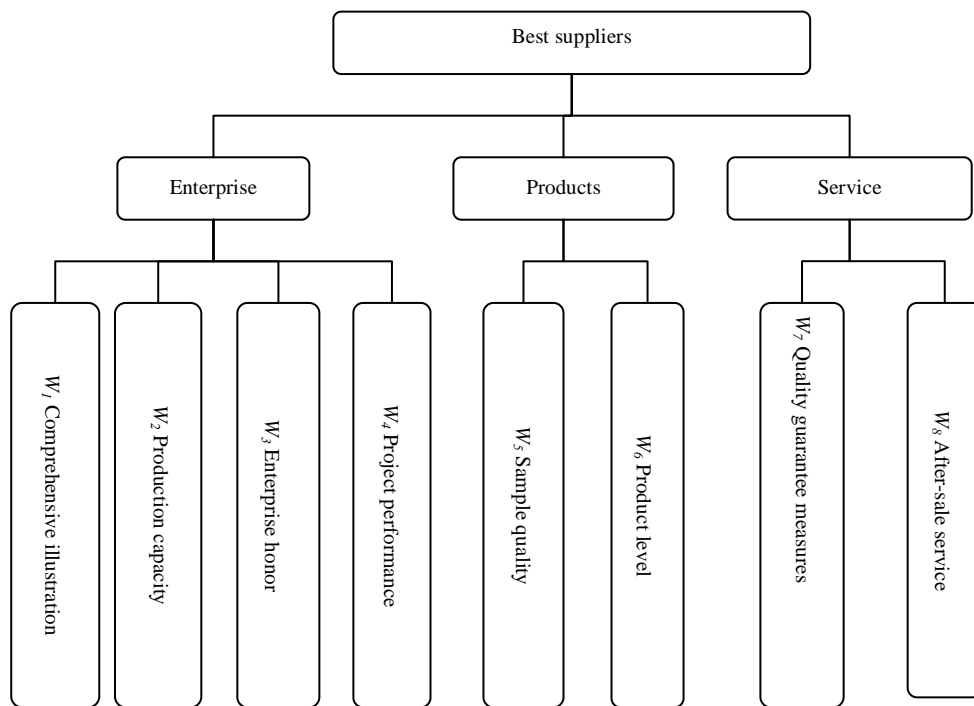 Best suppliers
Enterprise
Products
Service
W₁ Comprehensive illustration
W₂ Production capacity
W₃ Enterprise honor
W₄ Project performance
W₅ Sample quality
W₆ Product level
W₇ Quality guarantee measures
W₈ After-sale service